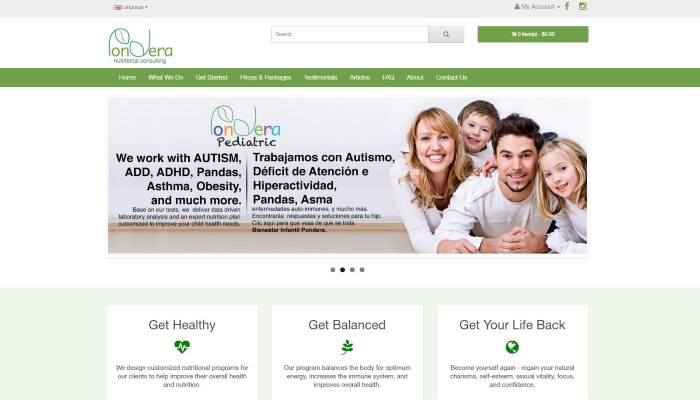 Language
My Account
Search
0 item(s) - $0.00
Pondera
nutritional consulting
Home What We Do Get Started Prices & Packages Testimonials Articles FAQ About Contact Us
Pondera
Pediatric
We work with AUTISM,
ADD, ADHD, Pandas,
Asthma, Obesity,
and much more.
Base on our tests, we deliver data driven
laboratory analysis and an expert nutrition plan
customized to improve your child health needs.
Trabajamos con Autismo,
Déficit de Atención e
Hiperactividad,
Pandas, Asma
enfermedades auto-inmunes, y mucho más.
Encontrarás respuestas y soluciones para tu hijo.
Clic aquí para que veas de qué se trata
Bienestar Infantil Pondera.
Get Healthy
We design customized nutritional programs for
our clients to help improve their overall health
and nutrition.
Get Balanced
Our program balances the body for optimum
energy, increases the immune system, and
improves overall health.
Get Your Life Back
Become yourself again - regain your natural
charisma, self-esteem, sexual vitality, focus,
and confidence.